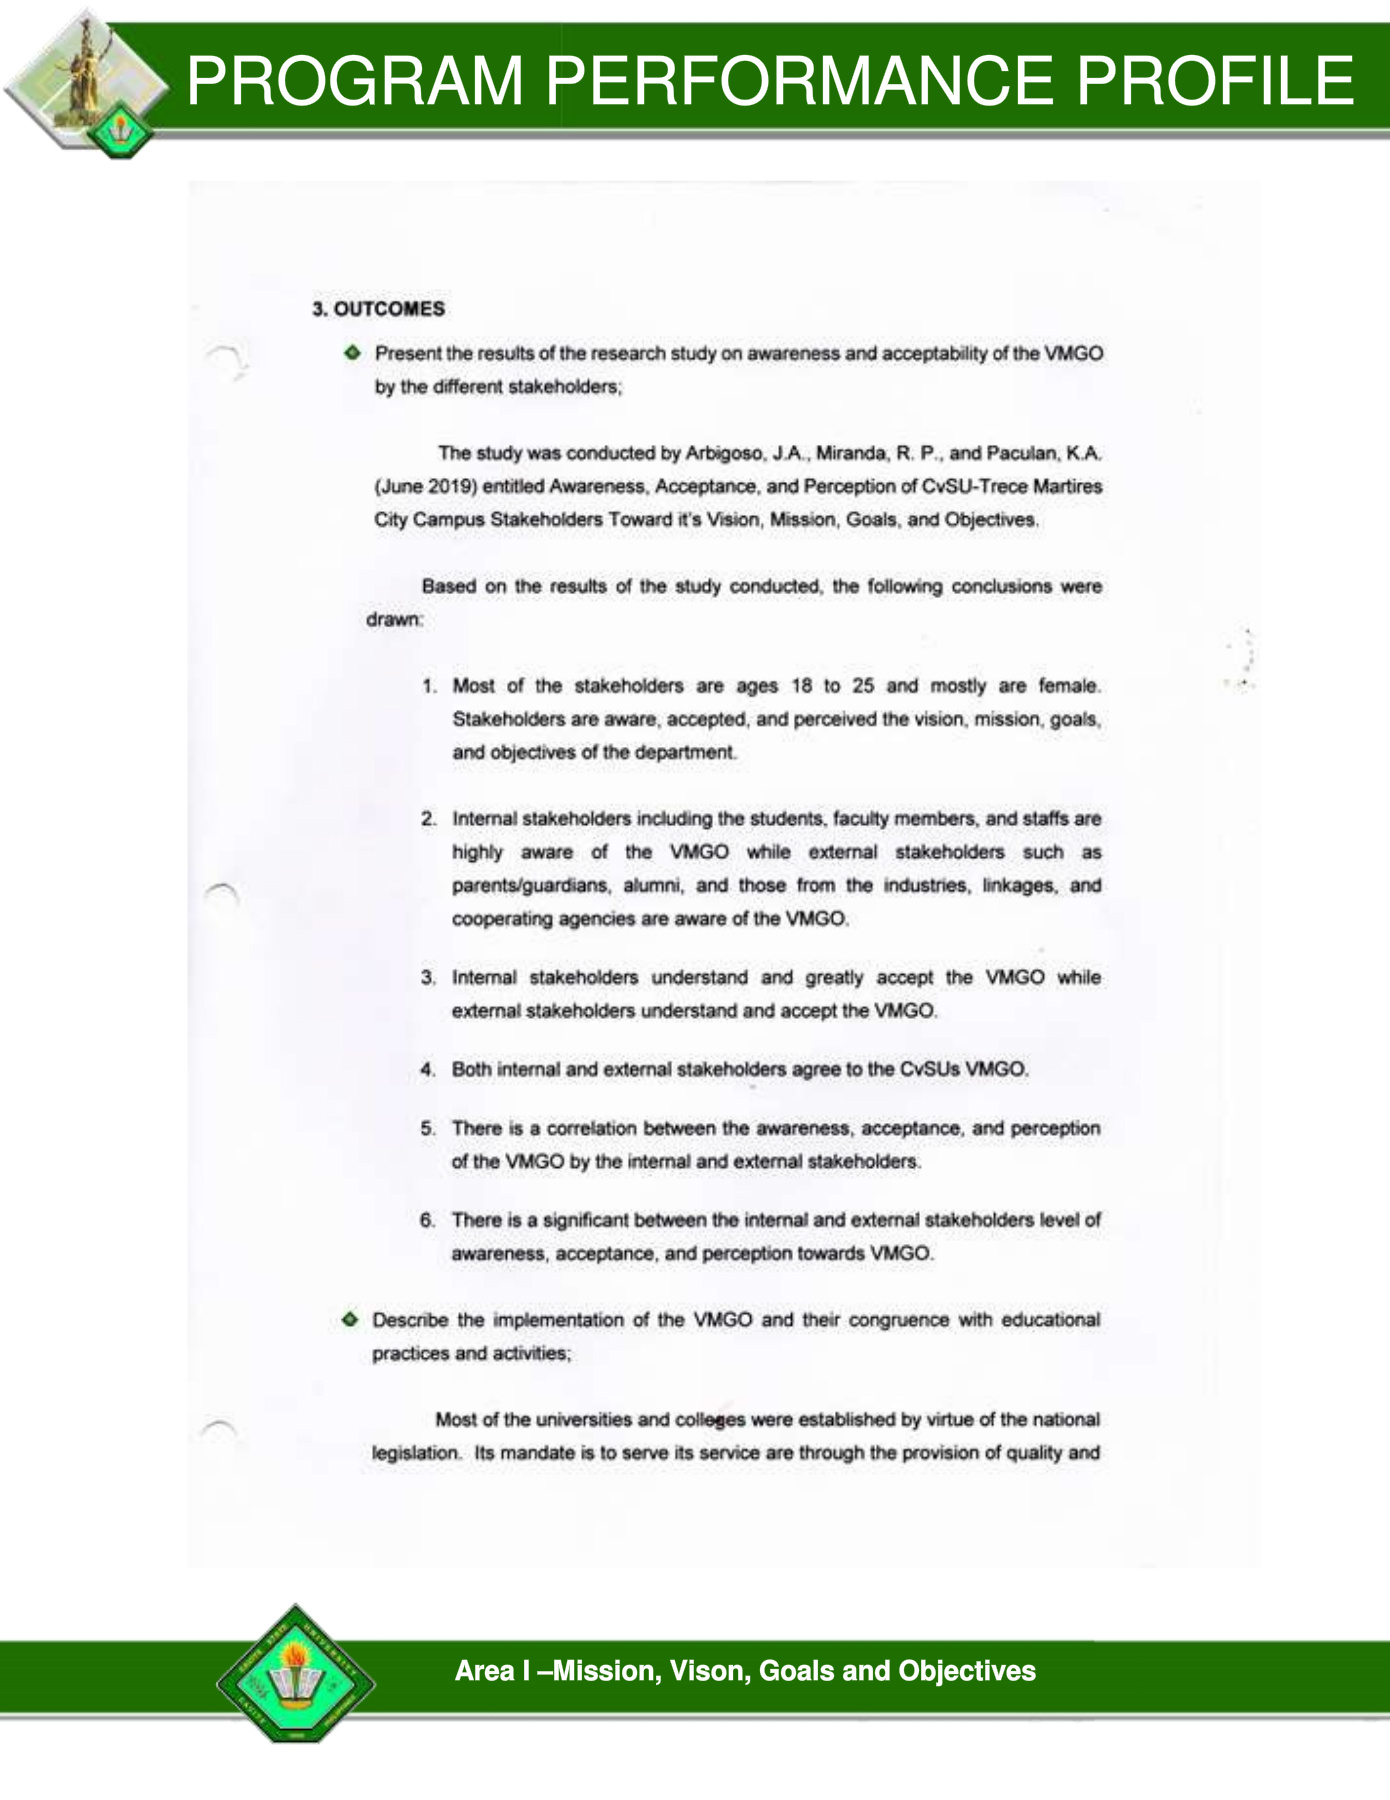 PROGRAM PERFORMANCE PROFILE
3. OUTCOMES
Present the results of the research study on awareness and acceptability of the VMGO
by the different stakeholders;
The study was conducted by Arbigoso, J.A., Miranda, R. P., and Paculan, K.A.
(June 2019) entitled Awareness, Acceptance, and Perception of CvSU-Trece Martires
City Campus Stakeholders Toward it's Vision, Mission, Goals, and Objectives.
Based on the results of the study conducted, the following conclusions were
drawn:
1. Most of the stakeholders are ages 18 to 25 and mostly are female.
Stakeholders are aware, accepted, and perceived the vision, mission, goals,
and objectives of the department.
2. Internal stakeholders including the students, faculty members, and staffs are
highly aware of the VMGO while external stakeholders such as
parents/guardians, alumni, and those from the industries, linkages, and
cooperating agencies are aware of the VMGO.
3. Internal stakeholders understand and greatly accept the VMGO while
external stakeholders understand and accept the VMGO.
4. Both internal and external stakeholders agree to the CvSUs VMGO.
5. There is a correlation between the awareness, acceptance, and perception
of the VMGO by the internal and external stakeholders.
6. There is a significant between the internal and external stakeholders level of
awareness, acceptance, and perception towards VMGO.
Describe the implementation of the VMGO and their congruence with educational
practices and activities;
Most of the universities and colleges were established by virtue of the national
legislation. Its mandate is to serve its service are through the provision of quality and
Area I –Mission, Vison, Goals and Objectives